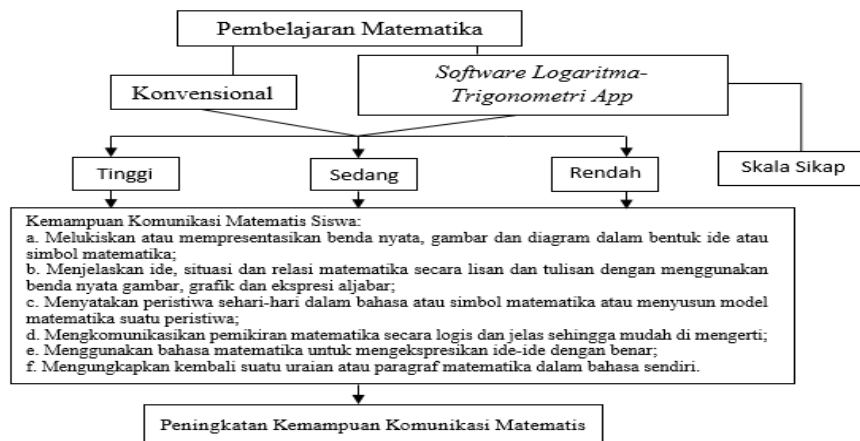 Pembelajaran Matematika
Konvensional
Software Logaritma-
Trigonometri App
Tinggi
Sedang
Rendah
Skala Sikap
Kemampuan Komunikasi Matematis Siswa:
a. Melukiskan atau mempresentasikan benda nyata, gambar dan diagram dalam bentuk ide atau
simbol matematika;
b. Menjelaskan ide, situasi dan relasi matematika secara lisan dan tulisan dengan menggunakan
benda nyata gambar, grafik dan ekspresi aljabar;
c. Menyatakan peristiwa sehari-hari dalam bahasa atau simbol matematika atau menyusun model
matematika suatu peristiwa;
d. Mengkomunikasikan pemikiran matematika secara logis dan jelas sehingga mudah di mengerti;
e. Menggunakan bahasa matematika untuk mengekspresikan ide-ide dengan benar;
f. Mengungkapkan kembali suatu uraian atau paragraf matematika dalam bahasa sendiri.
Peningkatan Kemampuan Komunikasi Matematis